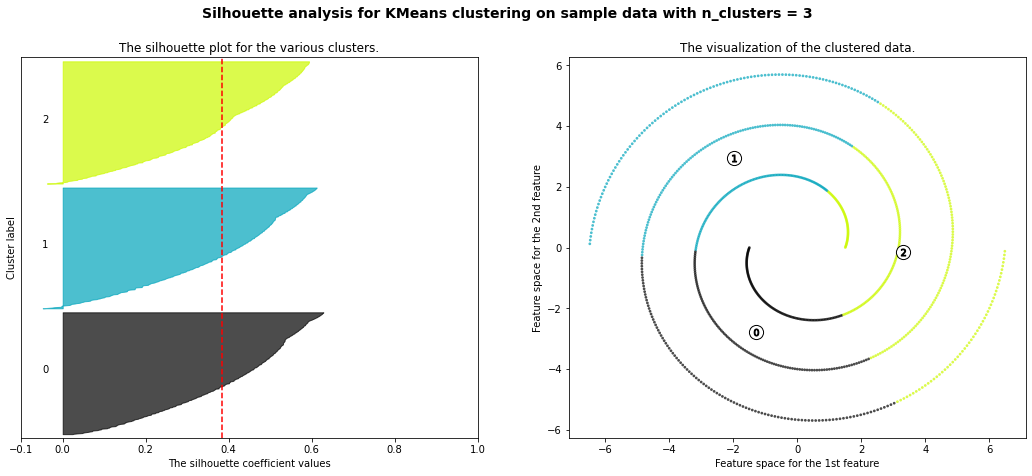 Silhouette analysis for KMeans clustering on sample data with n_clusters = 3
The silhouette plot for the various clusters.
Cluster label
2
1
0
−0.1 0.0 0.2 0.4 0.6 0.8 1.0
The silhouette coefficient values
The visualization of the clustered data.
Feature space for the 2nd feature
6
4
2
0
−2
−4
−6
1
2
0
−6 −4 −2 0 2 4 6
Feature space for the 1st feature